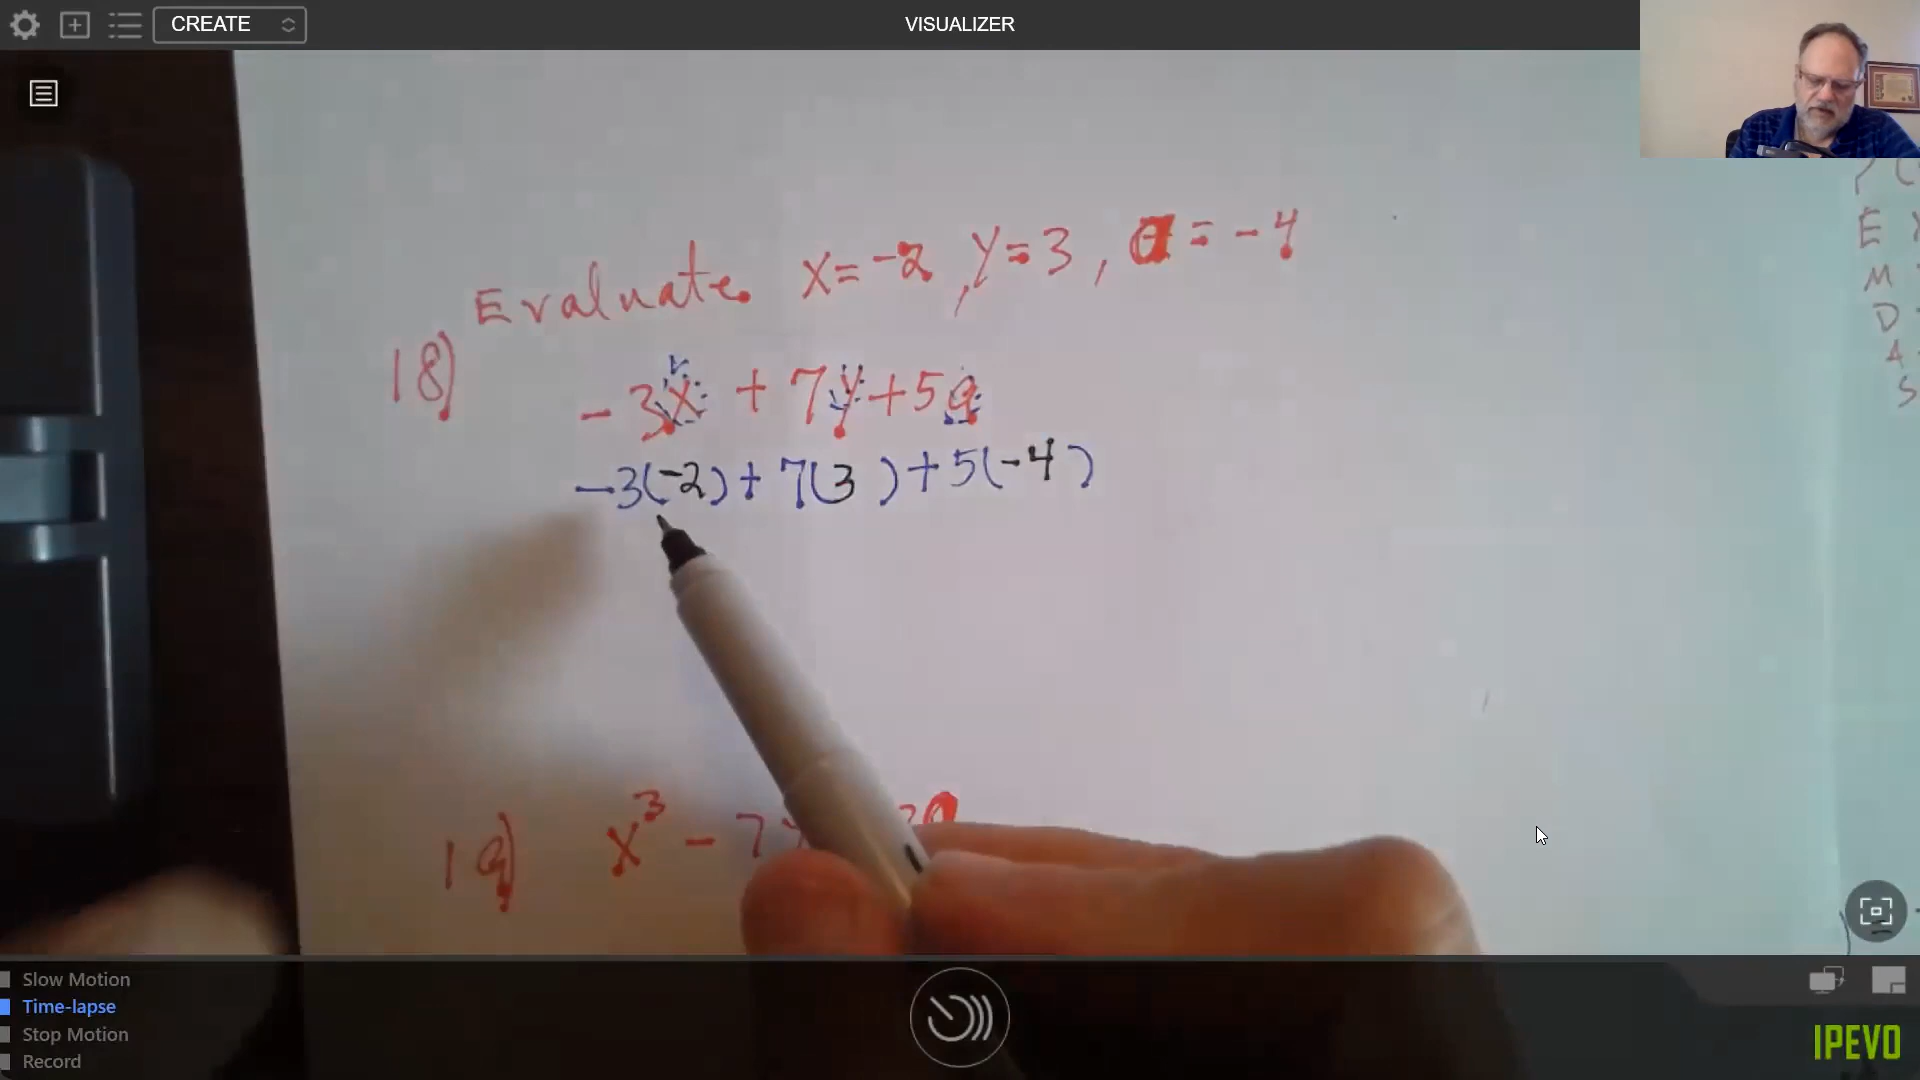 CREATE
VISUALIZER
P
E
M
D
A
S
Evaluate x=-2, y=3, a=-4
18)
-3x + 7y+5a
-3(-2)+ 7(3 )+5(-4 )
19) x³ - 7
Slow Motion
Time-lapse
Stop Motion
Record
IPEVO